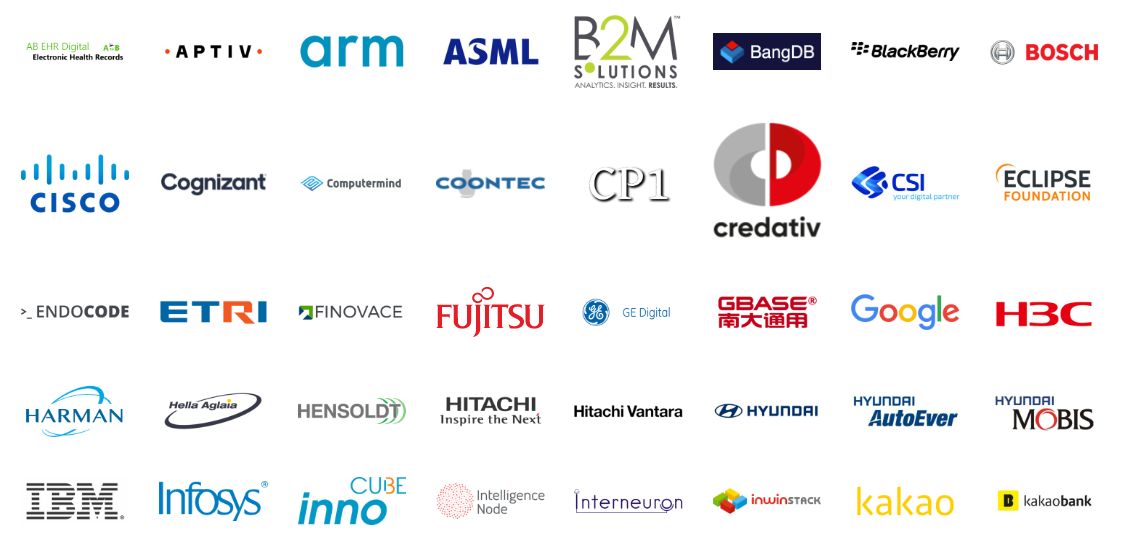 AB EHR Digital
A≥B
Electronic Health Records
• A P T I V •
arm
ASML
B2M™
SOLUTIONS
ANALYTICS. INSIGHT. RESULTS.
BangDB
BlackBerry
BOSCH
CISCO
Cognizant
Computermind
COONTEC
CP1
credativ
CSI
your digital partner
ECLIPSE
FOUNDATION
>_ ENDOCODE
ETRI
FINOVACE
FUJITSU
GE Digital
GBASE®
南大通用
Google
H3C
HARMAN
Hella Aglaia
HENSOLDT
HITACHI
Inspire the Next
Hitachi Vantara
HYUNDAI
HYUNDAI
AutoEver
HYUNDAI
MOBIS
IBM®
Infosys®
CUBE
inno
Intelligence
Node
Interneuron
inwinSTACK
kakao
B kakaobank